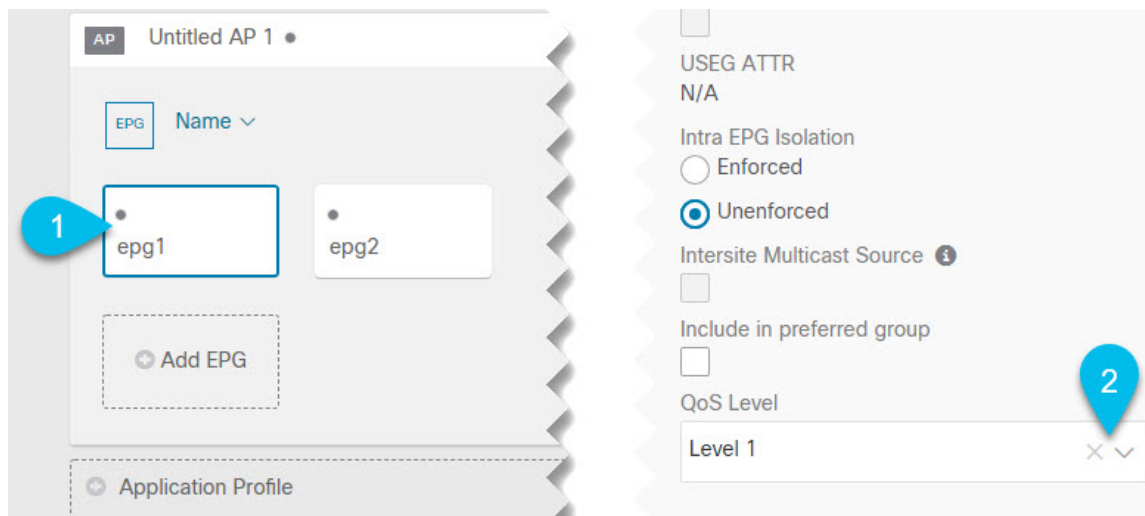 AP Untitled AP 1
EPG Name
1
epg1
epg2
Add EPG
Application Profile
USEG ATTR
N/A
Intra EPG Isolation
Enforced
Unenforced
Intersite Multicast Source
Include in preferred group
2
QoS Level
Level 1